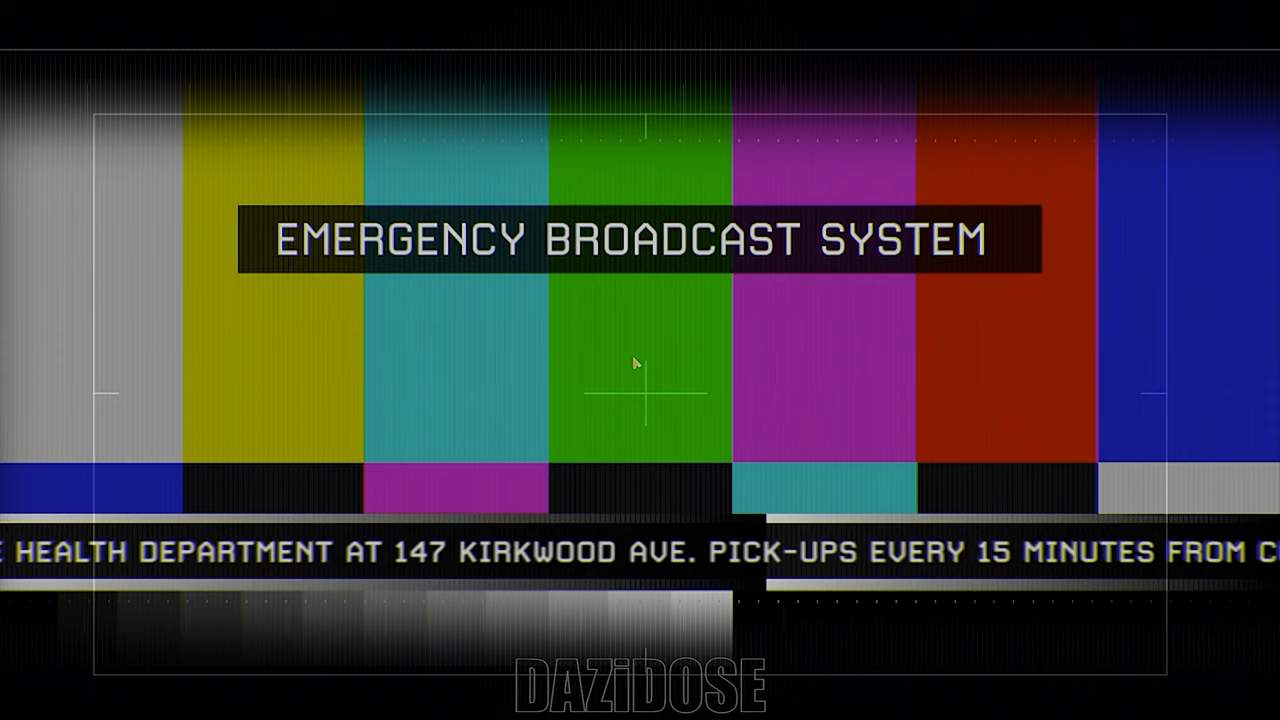 EMERGENCY BROADCAST SYSTEM
HEALTH DEPARTMENT AT 147 KIRKWOOD AVE. PICK-UPS EVERY 15 MINUTES FROM
DAZiDOSE